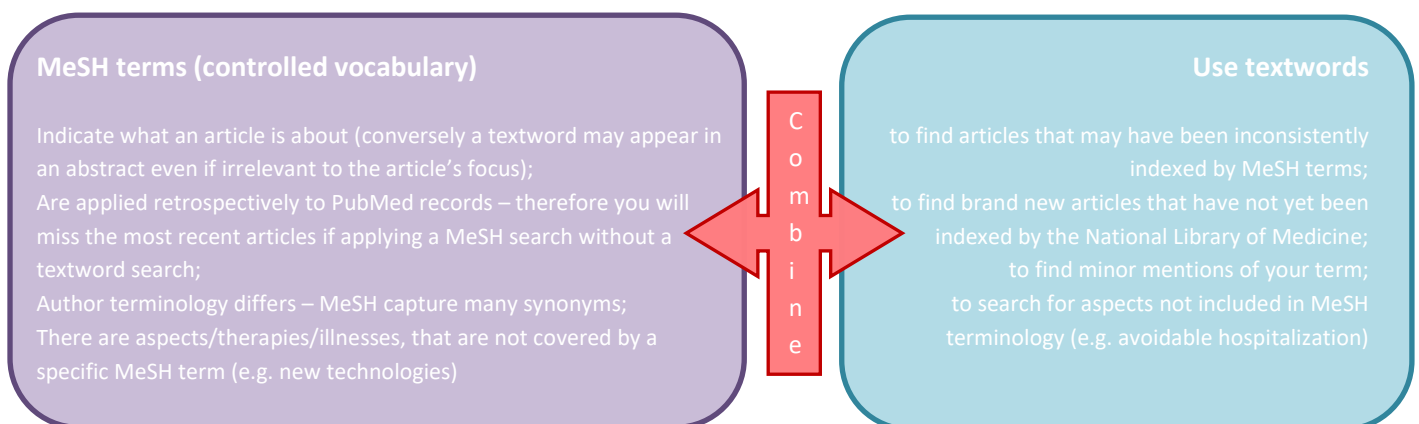 MeSH terms (controlled vocabulary)
Indicate what an article is about (conversely a textword may appear in
an abstract even if irrelevant to the article’s focus);
Are applied retrospectively to PubMed records – therefore you will
miss the most recent articles if applying a MeSH search without a
textword search;
Author terminology differs – MeSH capture many synonyms;
There are aspects/therapies/illnesses, that are not covered by a
specific MeSH term (e.g. new technologies)
C
o
m
b
i
n
e
Use textwords
to find articles that may have been inconsistently
indexed by MeSH terms;
to find brand new articles that have not yet been
indexed by the National Library of Medicine;
to find minor mentions of your term;
to search for aspects not included in MeSH
terminology (e.g. avoidable hospitalization)